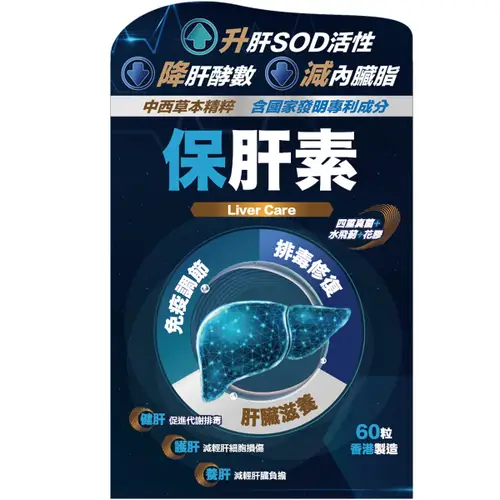 升肝SOD活性
降肝酵數 減內臟脂
中西草本精粹 含國家發明專利成分
保肝素
Liver Care
四靈真菌+
水飛薊+花膠
免疫調節
排毒修復
肝臟滋養
健肝 促進代謝排毒
護肝 減輕肝細胞損傷
養肝 減輕肝臟負擔
60粒
香港製造